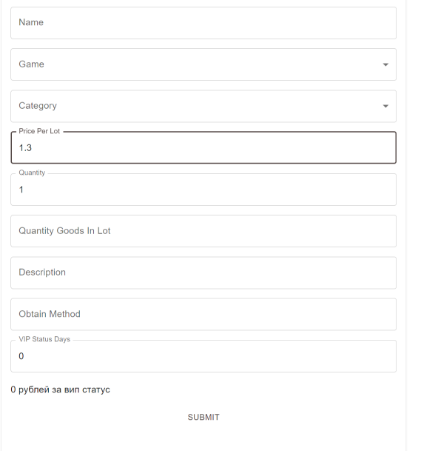 Name
Game
Category
Price Per Lot
1.3
Quantity
1
Quantity Goods In Lot
Description
Obtain Method
VIP Status Days
0
0 рублей за вип статус
SUBMIT